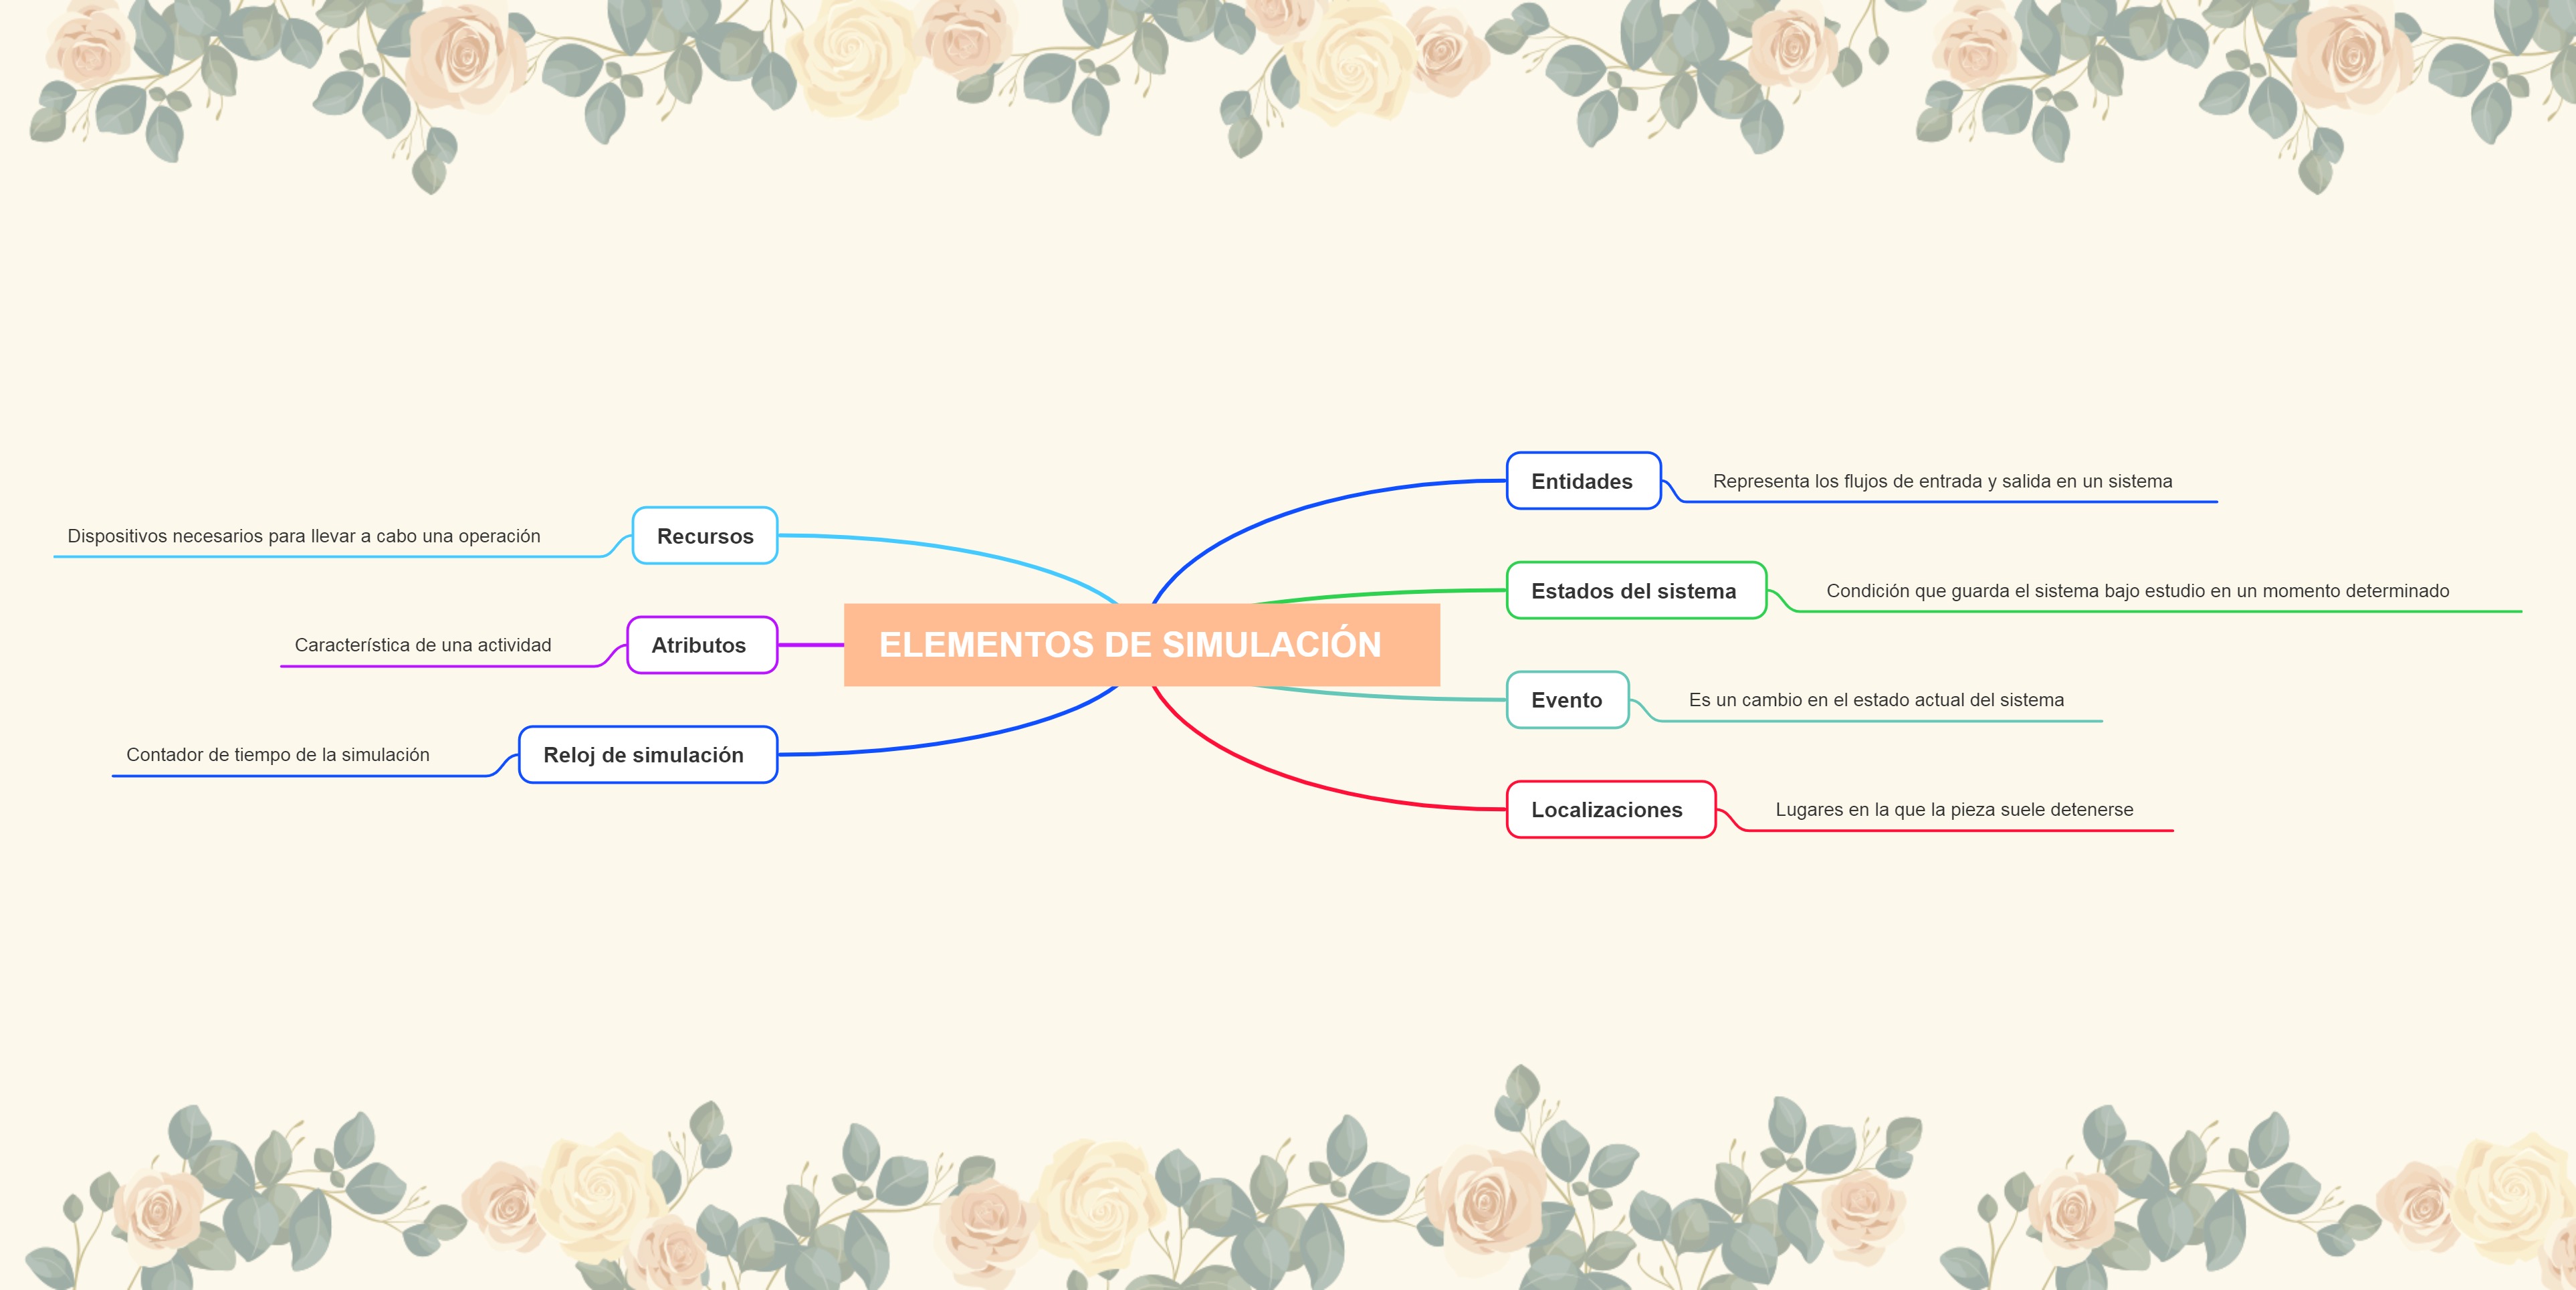 ELEMENTOS DE SIMULACIÓN
Entidades
Representa los flujos de entrada y salida en un sistema
Estados del sistema
Condición que guarda el sistema bajo estudio en un momento determinado
Evento
Es un cambio en el estado actual del sistema
Localizaciones
Lugares en la que la pieza suele detenerse
Recursos
Dispositivos necesarios para llevar a cabo una operación
Atributos
Característica de una actividad
Reloj de simulación
Contador de tiempo de la simulación